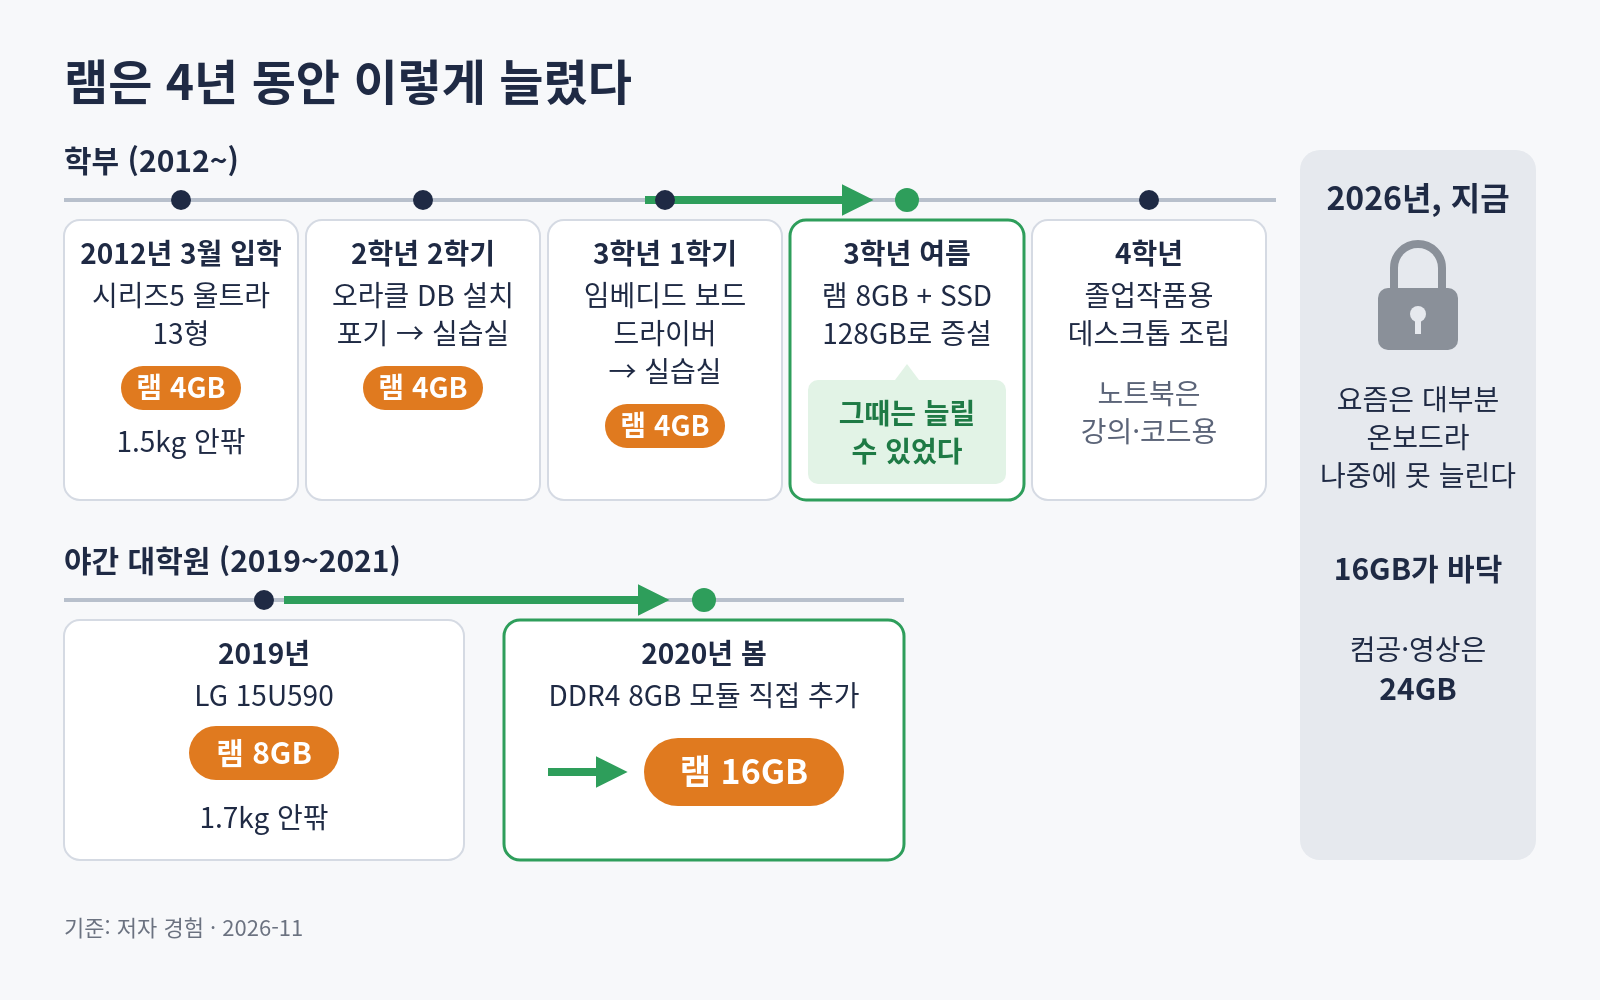 램은 4년 동안 이렇게 늘렸다
학부 (2012~)
2012년 3월 입학
시리즈5 울트라
13형
램 4GB
1.5kg 안팎
2학년 2학기
오라클 DB 설치
포기 → 실습실
램 4GB
3학년 1학기
임베디드 보드
드라이버
→ 실습실
램 4GB
3학년 여름
램 8GB + SSD
128GB로 증설
그때는 늘릴
수 있었다
4학년
졸업작품용
데스크톱 조립
노트북은
강의·코드용
야간 대학원 (2019~2021)
2019년
LG 15U590
램 8GB
1.7kg 안팎
2020년 봄
DDR4 8GB 모듈 직접 추가
램 16GB
2026년, 지금
요즘은 대부분
온보드라
나중에 못 늘린다
16GB가 바닥
컴공·영상은
24GB
기준: 저자 경험 · 2026-11